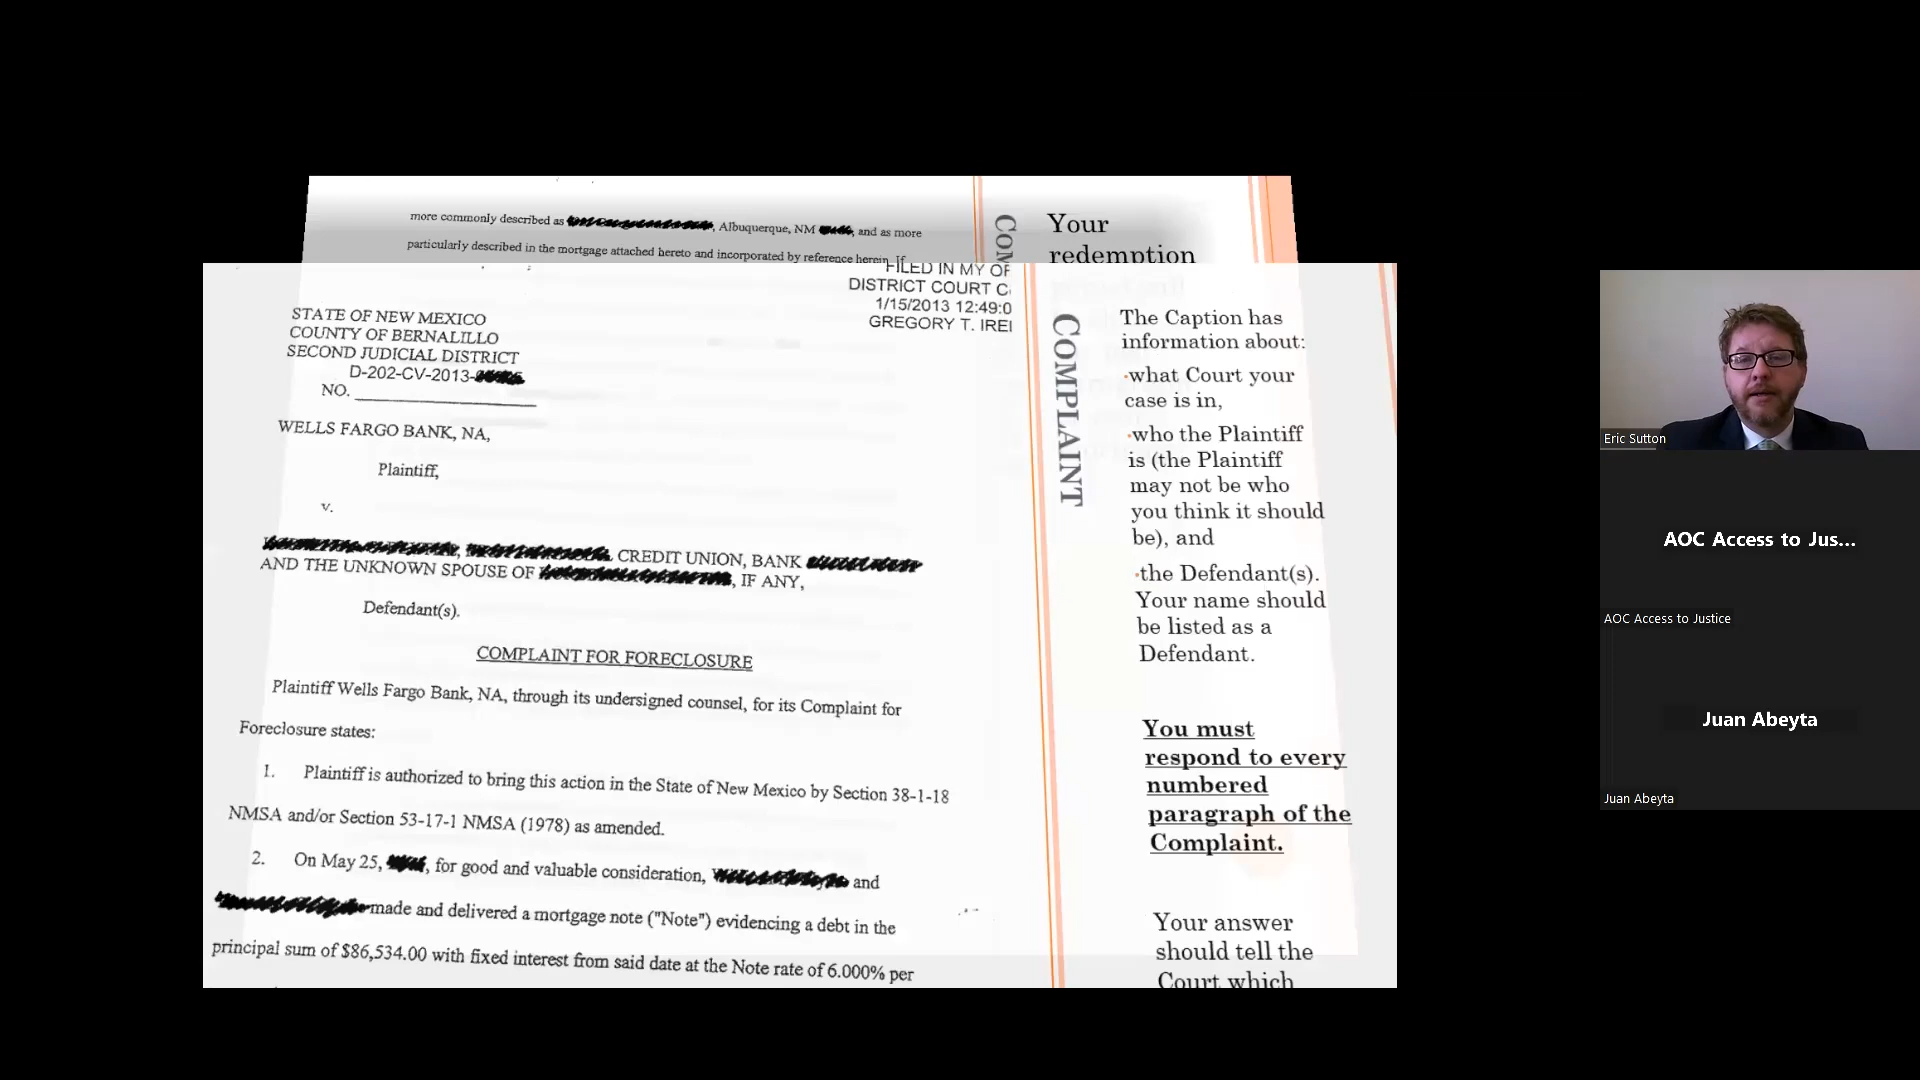 more commonly described as , Albuquerque, NM , and as more
particularly described in the mortgage attached hereto and incorporated by reference herein. If
COM
Your
redemption
FILED IN MY OF
DISTRICT COURT C
1/15/2013 12:49:0
GREGORY T. IREI
STATE OF NEW MEXICO
COUNTY OF BERNALILLO
SECOND JUDICIAL DISTRICT
D-202-CV-2013-
NO.
WELLS FARGO BANK, NA,
Plaintiff,
v.
, , CREDIT UNION, BANK
AND THE UNKNOWN SPOUSE OF , IF ANY,
Defendant(s).
COMPLAINT FOR FORECLOSURE
Plaintiff Wells Fargo Bank, NA, through its undersigned counsel, for its Complaint for
Foreclosure states:
1. Plaintiff is authorized to bring this action in the State of New Mexico by Section 38-1-18
NMSA and/or Section 53-17-1 NMSA (1978) as amended.
2. On May 25, , for good and valuable consideration, and
made and delivered a mortgage note ("Note") evidencing a debt in the
principal sum of $86,534.00 with fixed interest from said date at the Note rate of 6.000% per
COMPLAINT
The Caption has
information about:
•what Court your
case is in,
•who the Plaintiff
is (the Plaintiff
may not be who
you think it should
be), and
•the Defendant(s).
Your name should
be listed as a
Defendant.
You must
respond to every
numbered
paragraph of the
Complaint.
Your answer
should tell the
Court which
Eric Sutton
AOC Access to Jus...
AOC Access to Justice
Juan Abeyta
Juan Abeyta